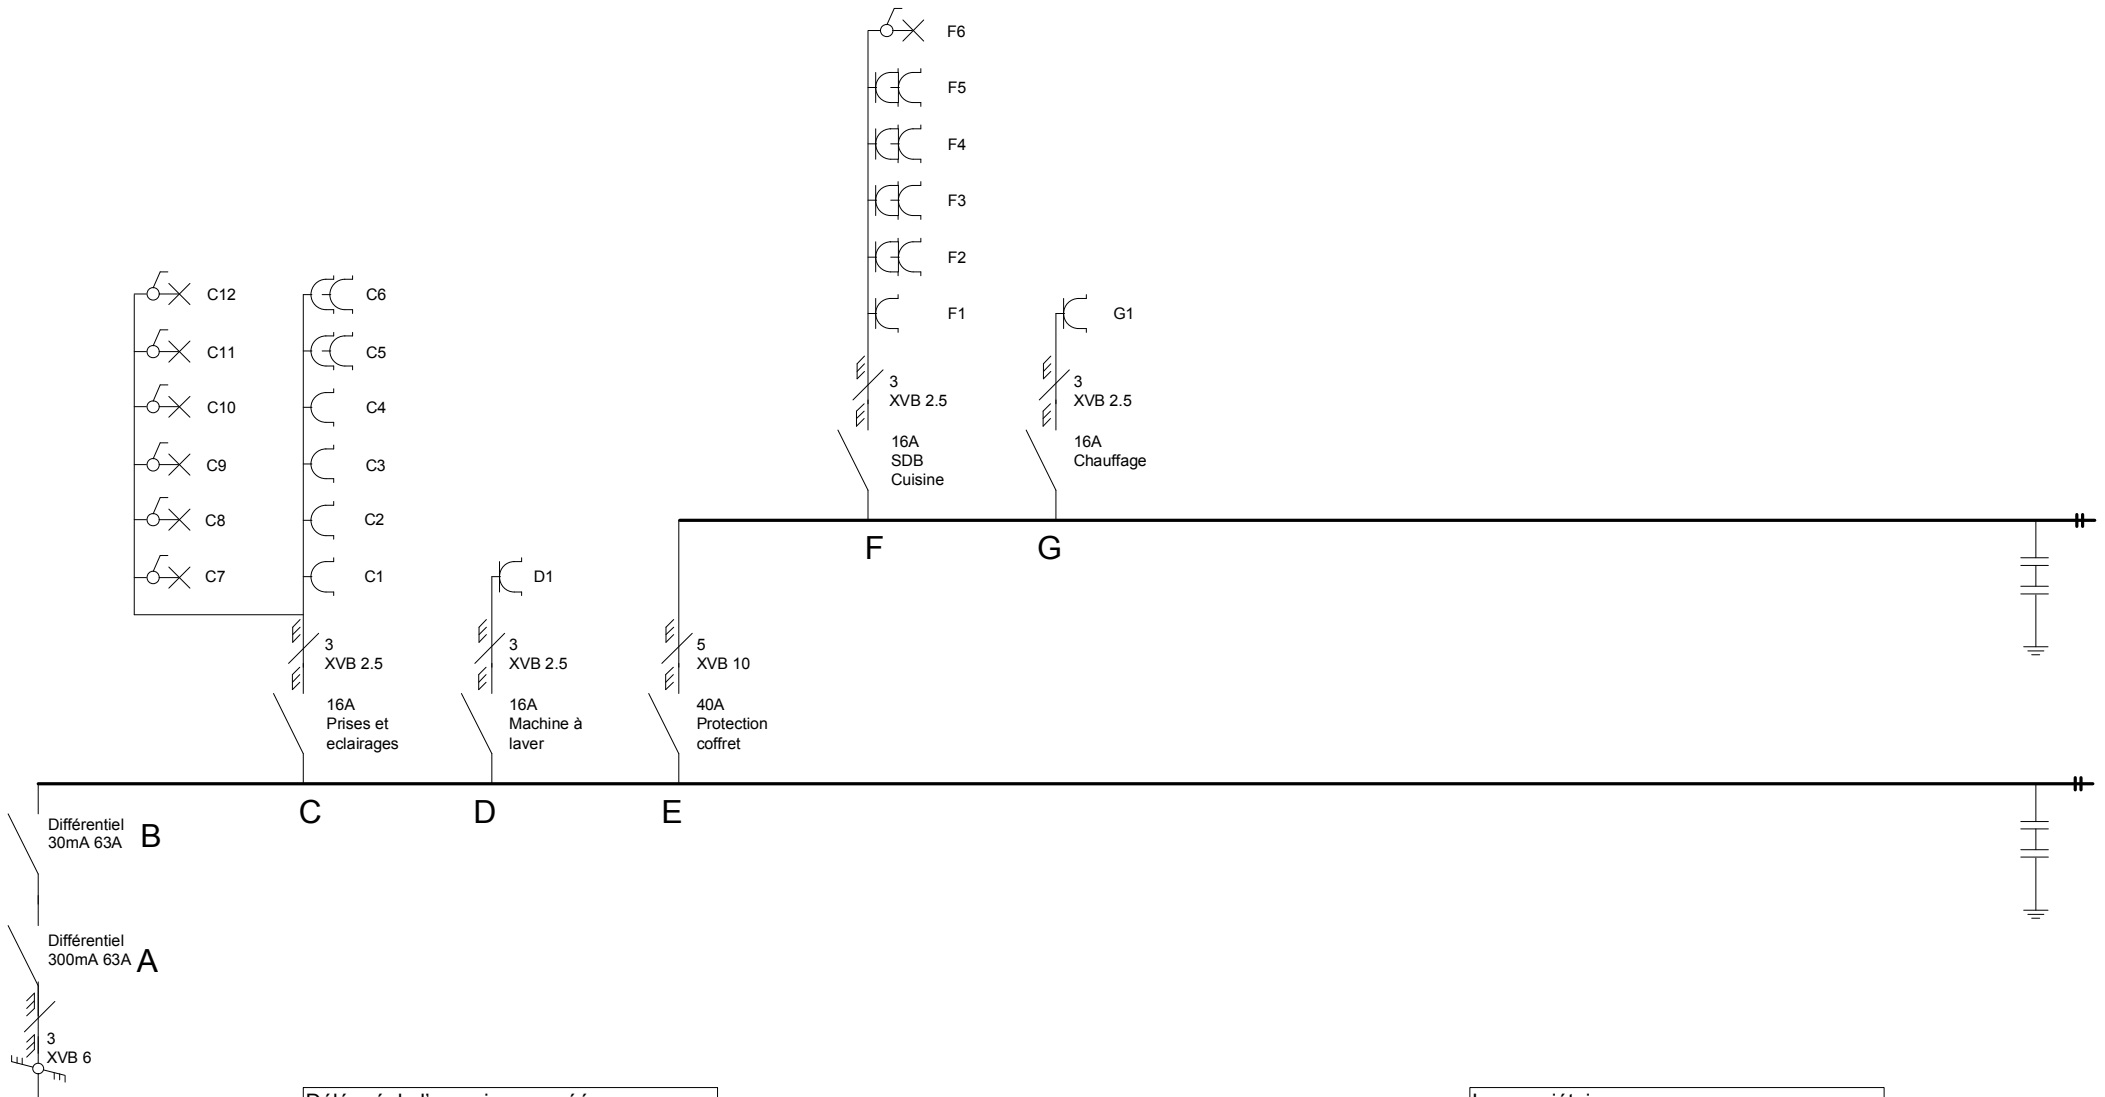 F6
F5
F4
F3
F2
F1
G1
3
XVB 2.5
3
XVB 2.5
16A
SDB
Cuisine
16A
Chauffage
F
G
C12
C6
C11
C5
C10
C4
C9
C3
C8
C2
C7
C1
D1
3
XVB 2.5
3
XVB 2.5
5
XVB 10
16A
Prises et
eclairages
16A
Machine à
laver
40A
Protection
coffret
C
D
E
Différentiel
30mA 63A
B
Différentiel
300mA 63A
A
3
XVB 6